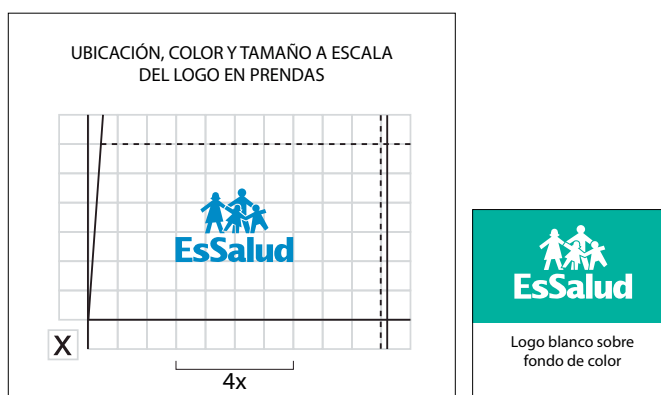 UBICACIÓN, COLOR Y TAMAÑO A ESCALA
DEL LOGO EN PRENDAS
EsSalud
X
4x
EsSalud
Logo blanco sobre
fondo de color